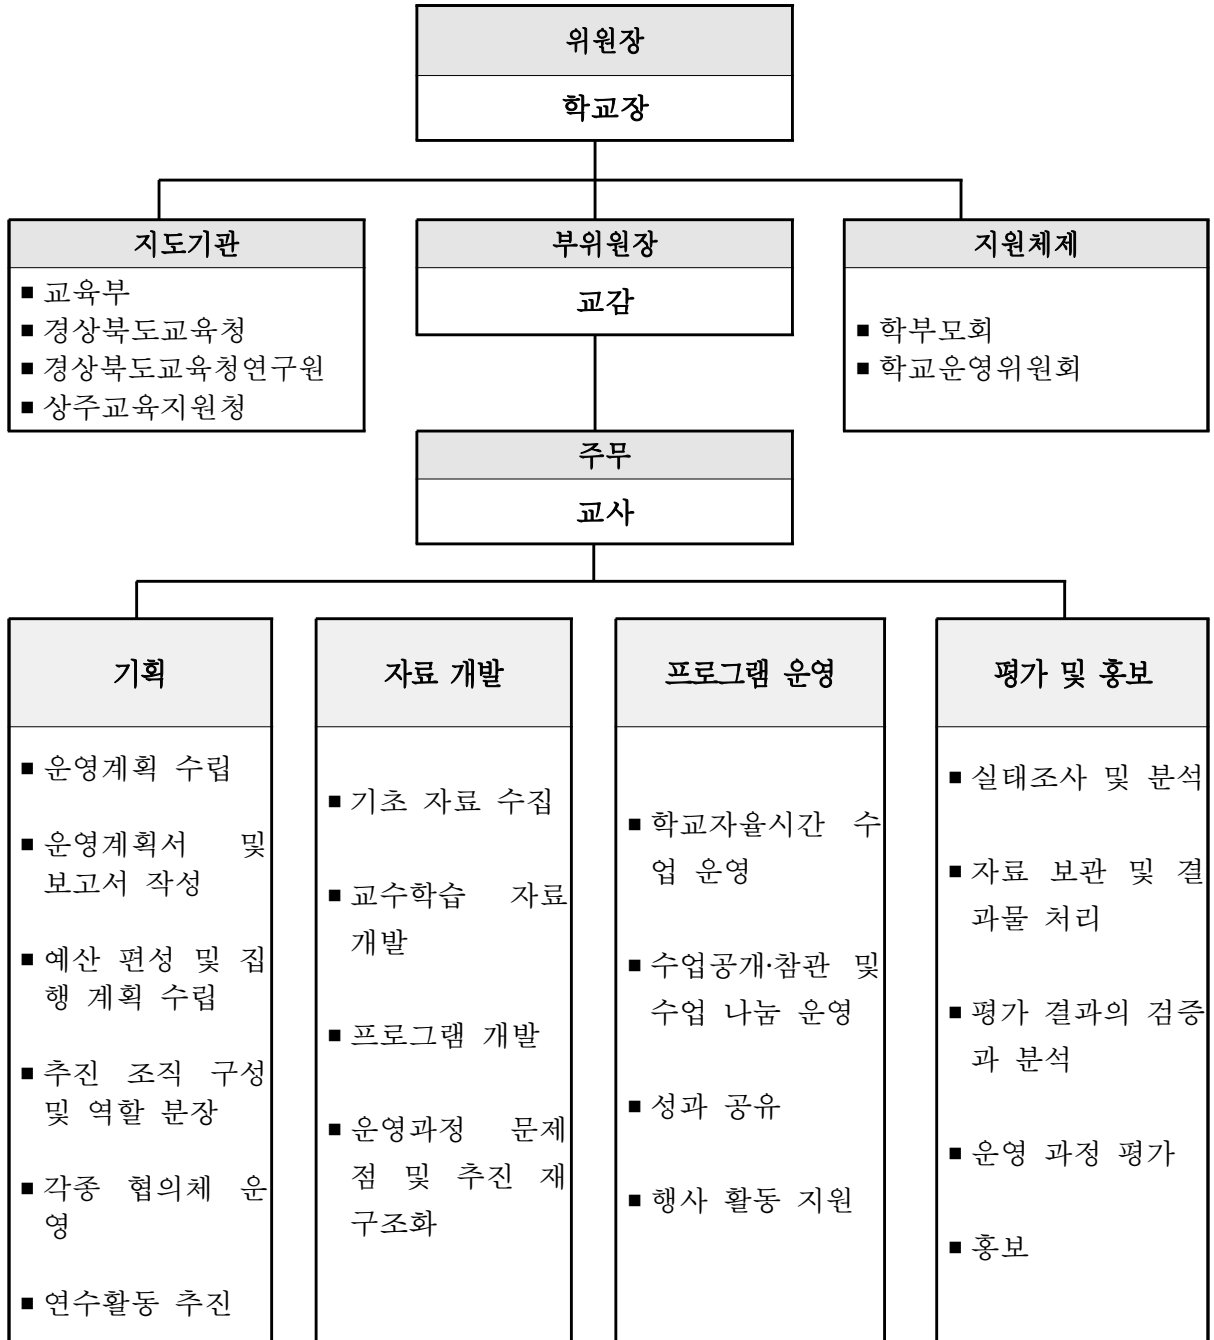 위원장
학교장
지도기관
■ 교육부
■ 경상북도교육청
■ 경상북도교육청연구원
■ 상주교육지원청
부위원장
교감
지원체제
■ 학부모회
■ 학교운영위원회
주무
교사
기획
■ 운영계획 수립
■ 운영계획서 및
보고서 작성
■ 예산 편성 및 집
행 계획 수립
■ 추진 조직 구성
및 역할 분장
■ 각종 협의체 운
영
■ 연수활동 추진
자료 개발
■ 기초 자료 수집
■ 교수학습 자료
개발
■ 프로그램 개발
■ 운영과정 문제
점 및 추진 재
구조화
프로그램 운영
■ 학교자율시간 수
업 운영
■ 수업공개·참관 및
수업 나눔 운영
■ 성과 공유
■ 행사 활동 지원
평가 및 홍보
■ 실태조사 및 분석
■ 자료 보관 및 결
과물 처리
■ 평가 결과의 검증
과 분석
■ 운영 과정 평가
■ 홍보